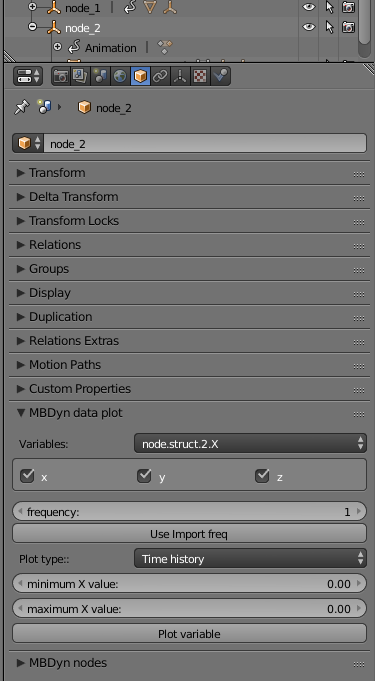 node_1
node_2
Animation
node_2
node_2
Transform
Delta Transform
Transform Locks
Relations
Groups
Display
Duplication
Relations Extras
Motion Paths
Custom Properties
MBDyn data plot
Variables: node.struct.2.X
x y z
frequency: 1
Use Import freq
Plot type:: Time history
minimum X value: 0.00
maximum X value: 0.00
Plot variable
MBDyn nodes